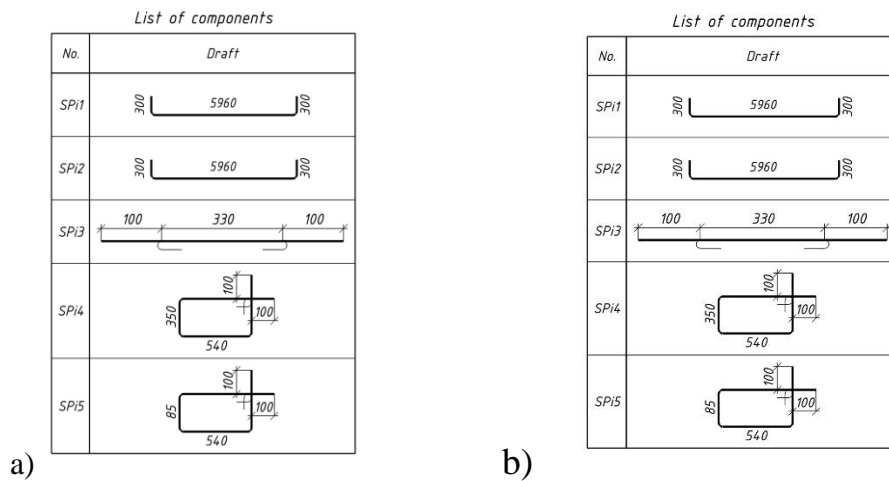 List of components
No. Draft
SPi1 300 5960 300
SPi2 300 5960 300
SPi3 100 330 100
SPi4 350 100 100 540
SPi5 85 100 100 540
a)
List of components
No. Draft
SPi1 300 5960 300
SPi2 300 5960 300
SPi3 100 330 100
SPi4 350 100 100 540
SPi5 85 100 100 540
b)